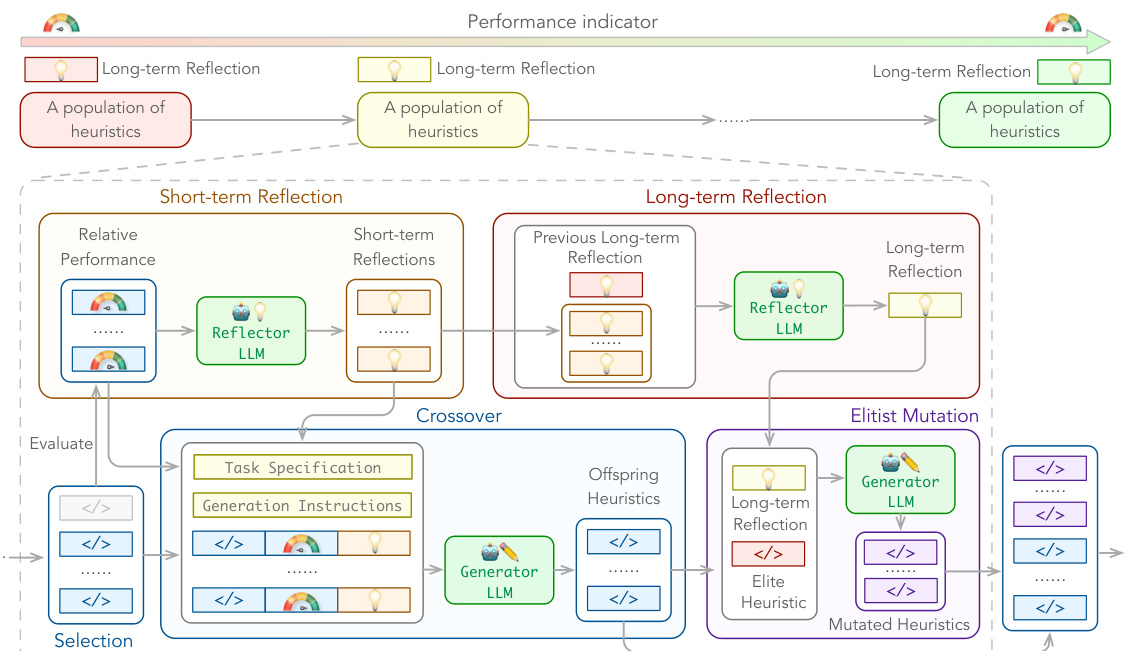 Performance indicator
Long-term Reflection
Long-term Reflection
Long-term Reflection
A population of
heuristics
A population of
heuristics
......
A population of
heuristics
Short-term Reflection
Long-term Reflection
Relative
Performance
......
Reflector
LLM
Short-term
Reflections
......
Previous Long-term
Reflection
......
Reflector
LLM
Long-term
Reflection
Evaluate
Crossover
Elitist Mutation
</>
</>
......
</>
Selection
Task Specification
Generation Instructions
</>
......
</>
Generator
LLM
Offspring
Heuristics
</>
......
</>
Long-term
Reflection
</>
Elite
Heuristic
Generator
LLM
</>
......
</>
Mutated Heuristics
</>
......
</>
</>
......
</>